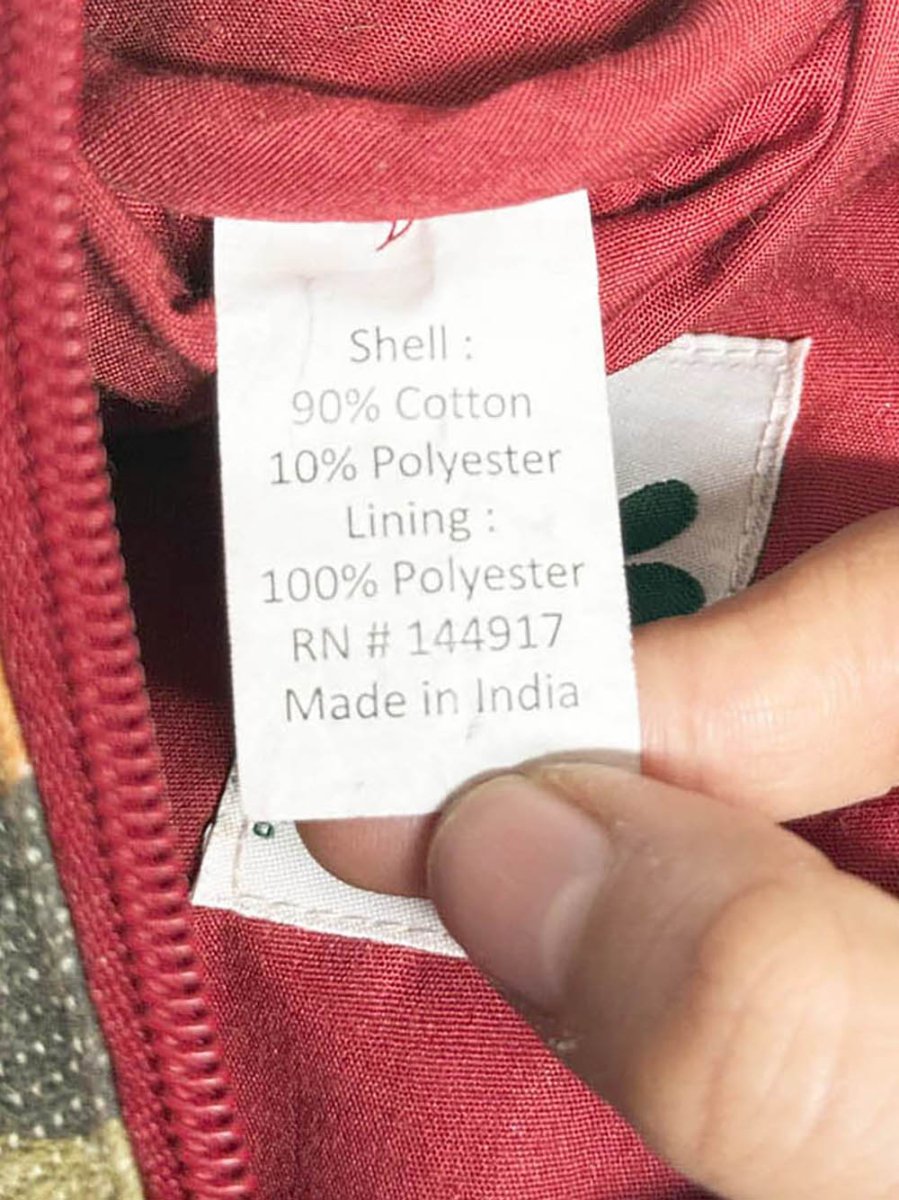 Shell :
90% Cotton
10% Polyester
Lining :
100% Polyester
RN # 144917
Made in India